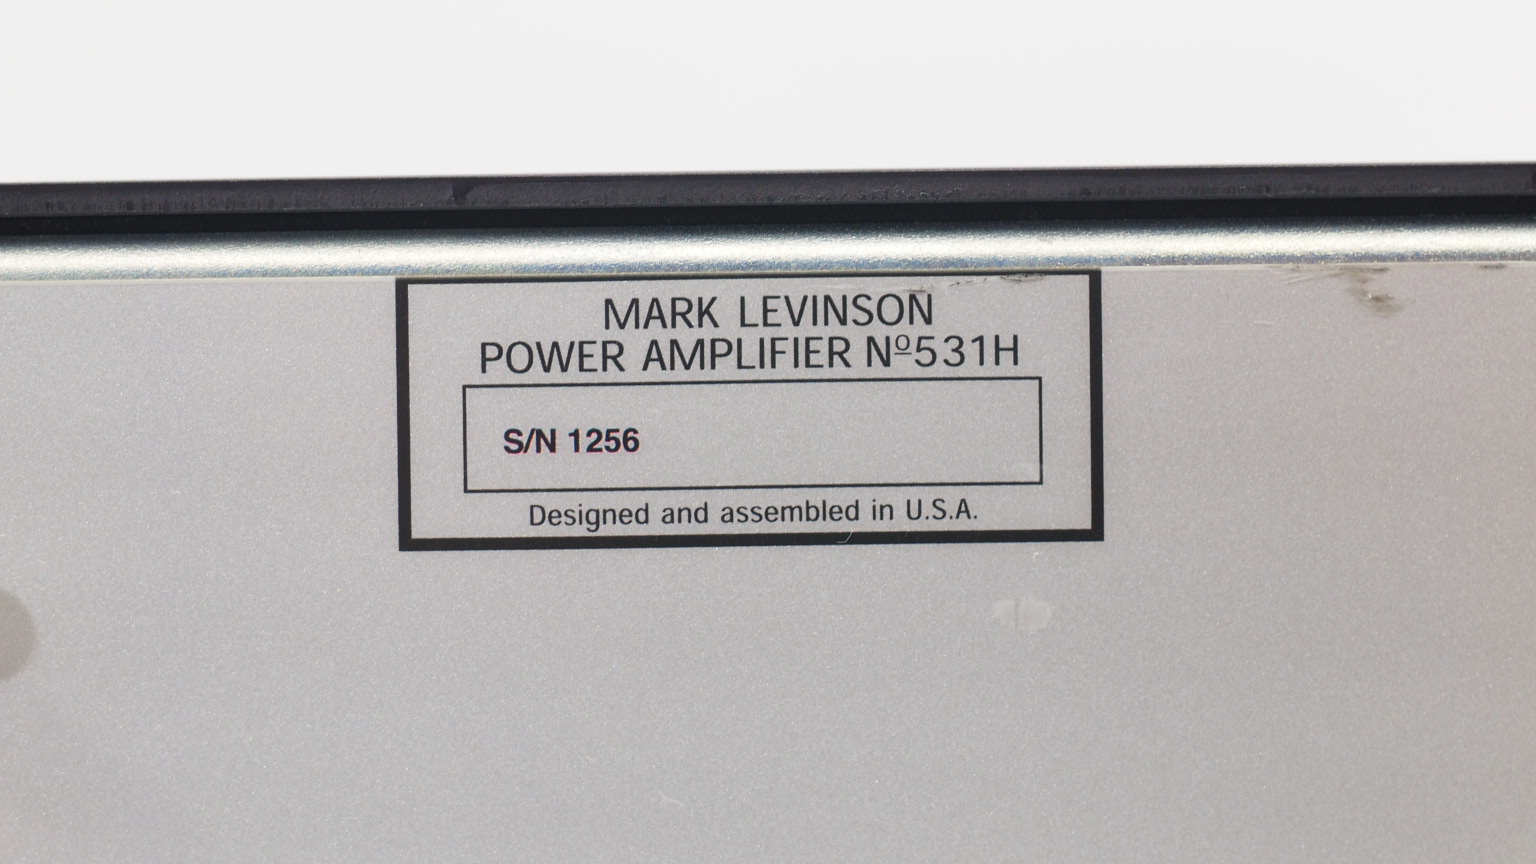 MARK LEVINSON
POWER AMPLIFIER Nº531H
S/N 1256
Designed and assembled in U.S.A.